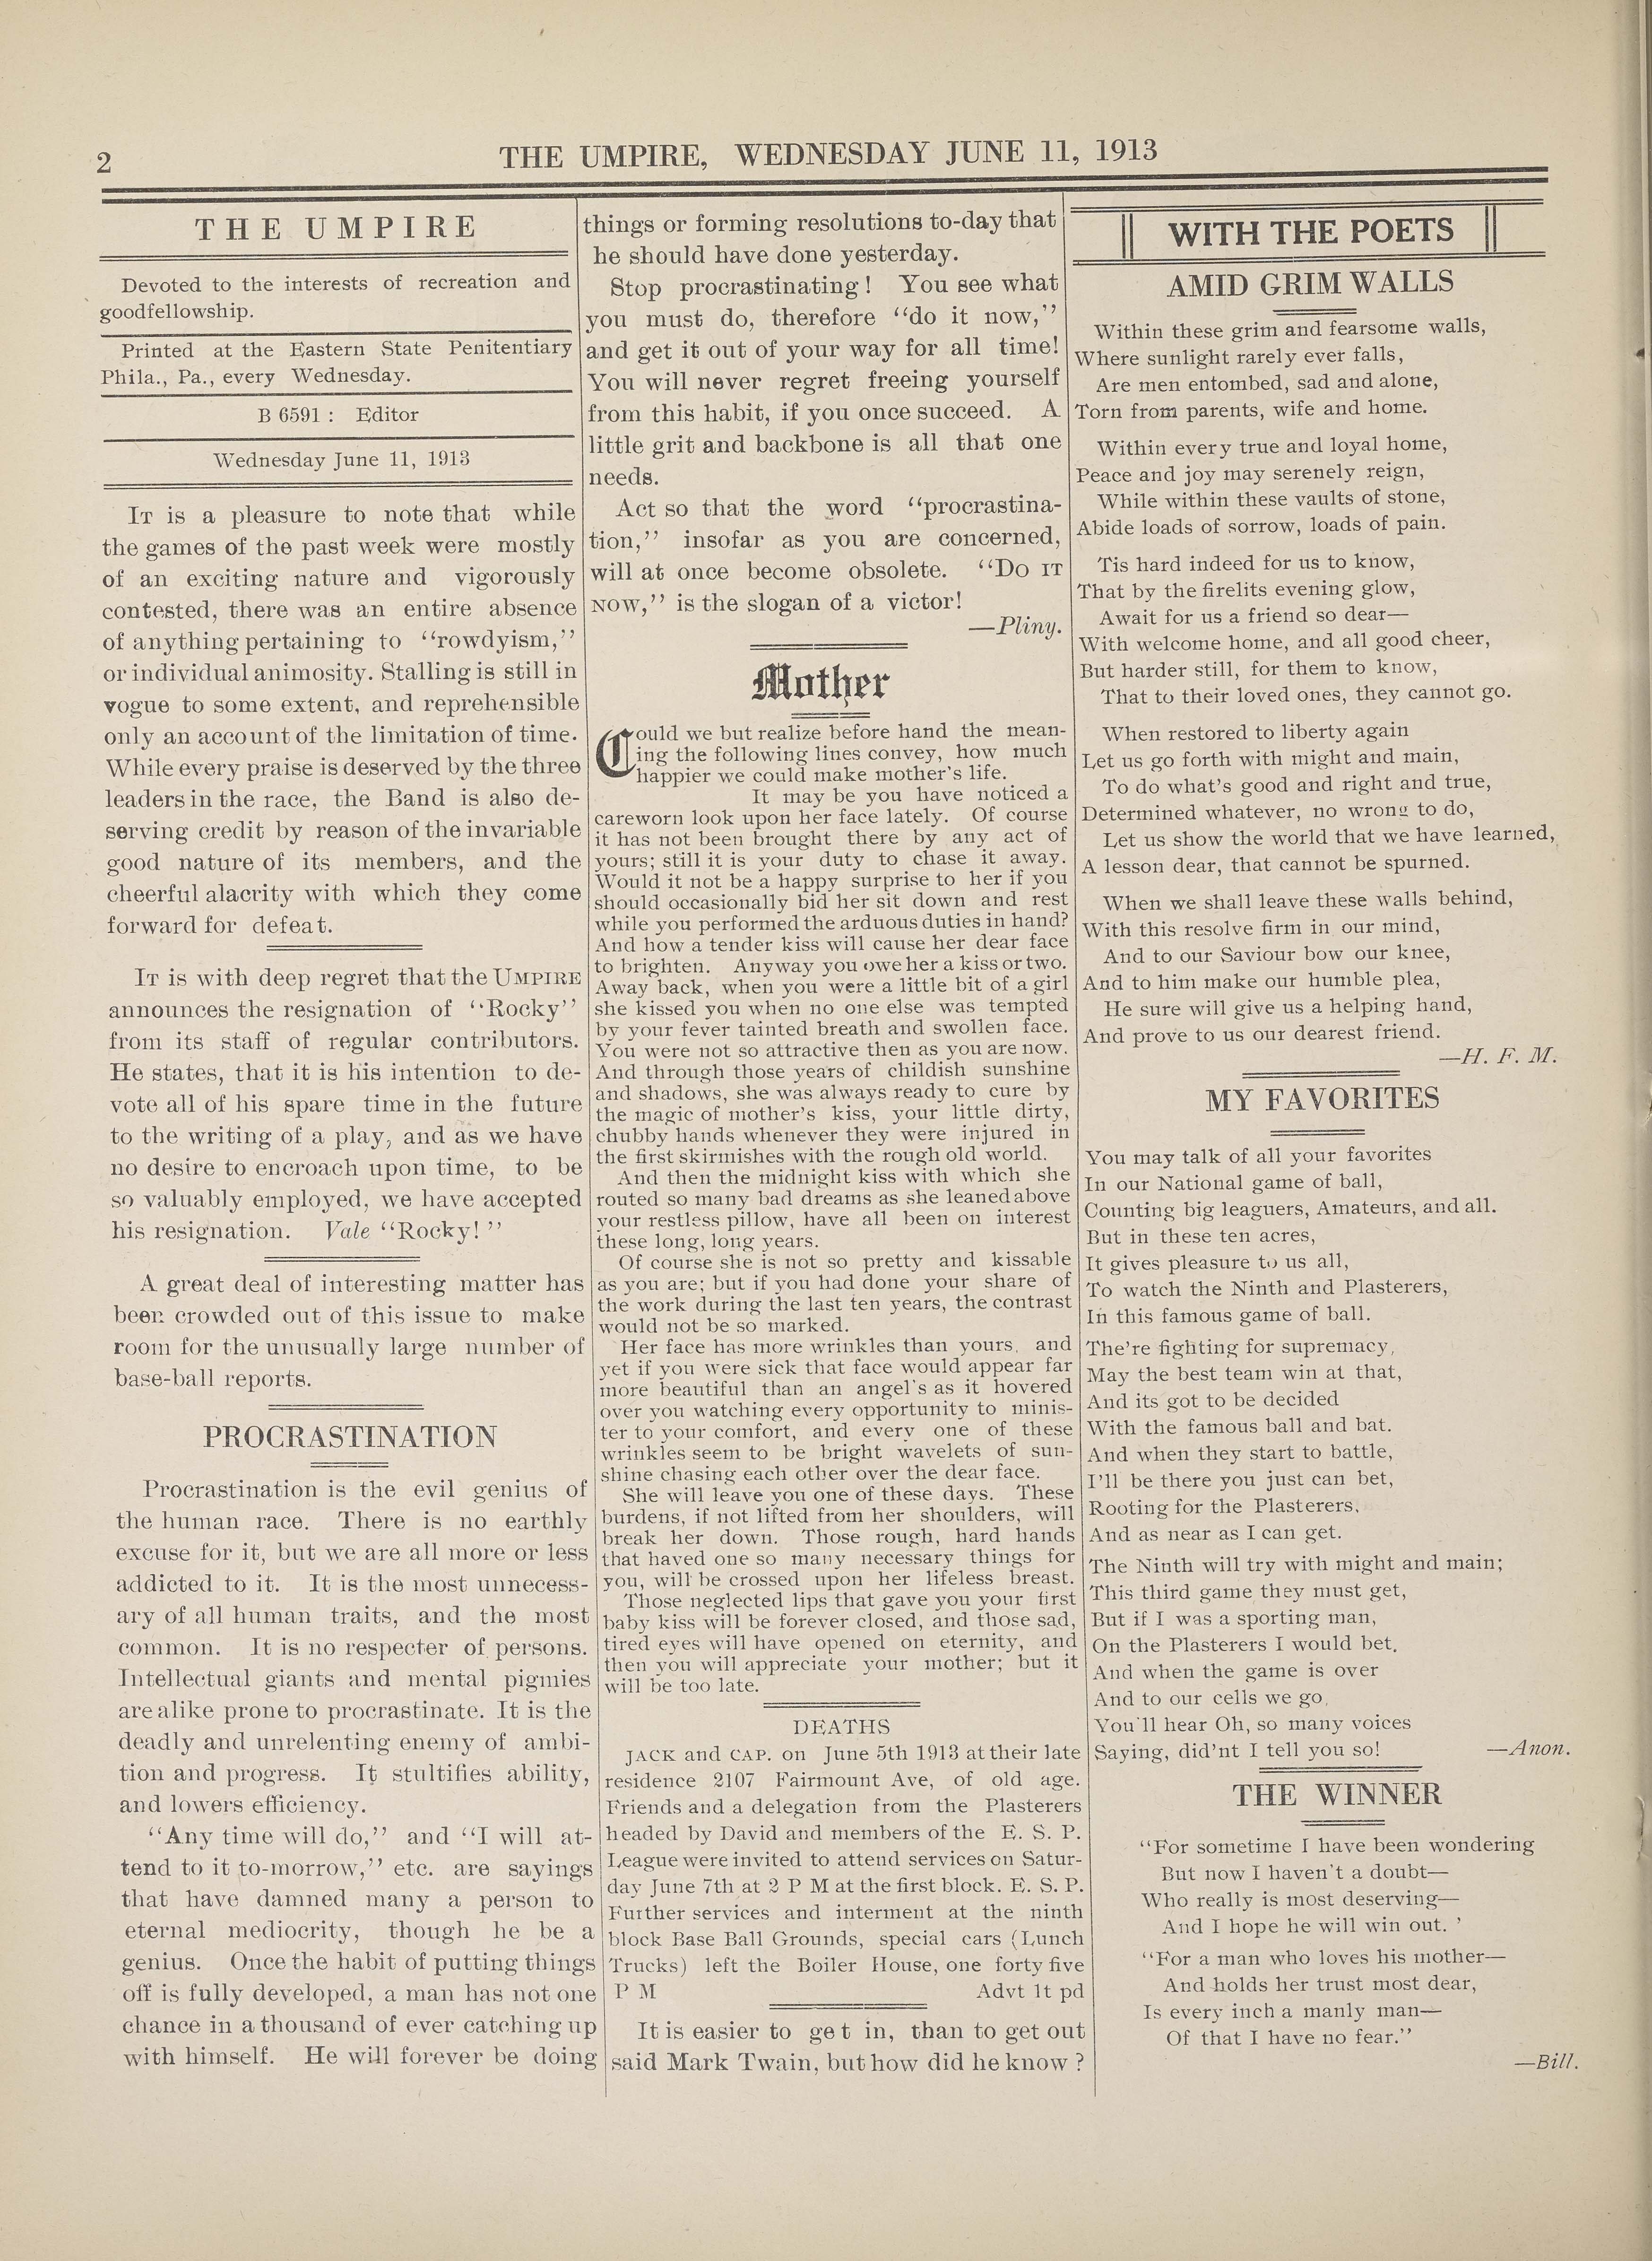 2
THE UMPIRE, WEDNESDAY JUNE 11, 1913
THE UMPIRE
Devoted to the interests of recreation and
goodfellowship.
Printed at the Eastern State Penitentiary
Phila., Pa., every Wednesday.
B 6591 : Editor
Wednesday June 11, 1913
IT is a pleasure to note that while
the games of the past week were mostly
of an exciting nature and vigorously
contested, there was an entire absence
of anything pertaining to ‘‘rowdyism,’’
or individual animosity. Stalling is still in
vogue to some extent, and reprehensible
only an account of the limitation of time.
While every praise is deserved by the three
leaders in the race, the Band is also de-
serving credit by reason of the invariable
good nature of its members, and the
cheerful alacrity with which they come
forward for defeat.
IT is with deep regret that the UMPIRE
announces the resignation of ‘‘Rocky’’
from its staff of regular contributors.
He states, that it is his intention to de-
vote all of his spare time in the future
to the writing of a play, and as we have
no desire to encroach upon time, to be
so valuably employed, we have accepted
his resignation. Vale ‘‘Rocky!’’
A great deal of interesting matter has
been crowded out of this issue to make
room for the unusually large number of
base-ball reports.
PROCRASTINATION
Procrastination is the evil genius of
the human race. There is no earthly
excuse for it, but we are all more or less
addicted to it. It is the most unnecess-
ary of all human traits, and the most
common. It is no respecter of persons.
Intellectual giants and mental pigmies
are alike prone to procrastinate. It is the
deadly and unrelenting enemy of ambi-
tion and progress. It stultifies ability,
and lowers efficiency.
‘‘Any time will do,’’ and ‘‘I will at-
tend to it to-morrow,’’ etc. are sayings
that have damned many a person to
eternal mediocrity, though he be a
genius. Once the habit of putting things
off is fully developed, a man has not one
chance in a thousand of ever catching up
with himself. He will forever be doing
things or forming resolutions to-day that
he should have done yesterday.
Stop procrastinating! You see what
you must do, therefore ‘‘do it now,’’
and get it out of your way for all time!
You will never regret freeing yourself
from this habit, if you once succeed. A
little grit and backbone is all that one
needs.
Act so that the word ‘‘procrastina-
tion,’’ insofar as you are concerned,
will at once become obsolete. ‘‘DO IT
NOW,’’ is the slogan of a victor!
—Pliny.
Mother
Could we but realize before hand the mean-
ing the following lines convey, how much
happier we could make mother's life.
It may be you have noticed a
careworn look upon her face lately. Of course
it has not been brought there by any act of
yours; still it is your duty to chase it away.
Would it not be a happy surprise to her if you
should occasionally bid her sit down and rest
while you performed the arduous duties in hand?
And how a tender kiss will cause her dear face
to brighten. Anyway you owe her a kiss or two.
Away back, when you were a little bit of a girl
she kissed you when no one else was tempted
by your fever tainted breath and swollen face.
You were not so attractive then as you are now.
And through those years of childish sunshine
and shadows, she was always ready to cure by
the magic of mother's kiss, your little dirty,
chubby hands whenever they were injured in
the first skirmishes with the rough old world.
And then the midnight kiss with which she
routed so many bad dreams as she leaned above
your restless pillow, have all been on interest
these long, long years.
Of course she is not so pretty and kissable
as you are; but if you had done your share of
the work during the last ten years, the contrast
would not be so marked.
Her face has more wrinkles than yours, and
yet if you were sick that face would appear far
more beautiful than an angel's as it hovered
over you watching every opportunity to minis-
ter to your comfort, and every one of these
wrinkles seem to be bright wavelets of sun-
shine chasing each other over the dear face.
She will leave you one of these days. These
burdens, if not lifted from her shoulders, will
break her down. Those rough, hard hands
that haved one so many necessary things for
you, will be crossed upon her lifeless breast.
Those neglected lips that gave you your first
baby kiss will be forever closed, and those sad,
tired eyes will have opened on eternity, and
then you will appreciate your mother; but it
will be too late.
DEATHS
JACK and CAP. on June 5th 1913 at their late
residence 2107 Fairmount Ave, of old age.
Friends and a delegation from the Plasterers
headed by David and members of the E. S. P.
League were invited to attend services on Satur-
day June 7th at 2 P M at the first block. E. S. P.
Further services and interment at the ninth
block Base Ball Grounds, special cars (Lunch
Trucks) left the Boiler House, one forty five
P M Advt 1t pd
It is easier to get in, than to get out
said Mark Twain, but how did he know ?
WITH THE POETS
AMID GRIM WALLS
Within these grim and fearsome walls,
Where sunlight rarely ever falls,
Are men entombed, sad and alone,
Torn from parents, wife and home.
Within every true and loyal home,
Peace and joy may serenely reign,
While within these vaults of stone,
Abide loads of sorrow, loads of pain.
Tis hard indeed for us to know,
That by the firelits evening glow,
Await for us a friend so dear—
With welcome home, and all good cheer,
But harder still, for them to know,
That to their loved ones, they cannot go.
When restored to liberty again
Let us go forth with might and main,
To do what's good and right and true,
Determined whatever, no wrong to do,
Let us show the world that we have learned,
A lesson dear, that cannot be spurned.
When we shall leave these walls behind,
With this resolve firm in our mind,
And to our Saviour bow our knee,
And to him make our humble plea,
He sure will give us a helping hand,
And prove to us our dearest friend.
—H. F. M.
MY FAVORITES
You may talk of all your favorites
In our National game of ball,
Counting big leaguers, Amateurs, and all.
But in these ten acres,
It gives pleasure to us all,
To watch the Ninth and Plasterers,
In this famous game of ball.
The're fighting for supremacy,
May the best team win at that,
And its got to be decided
With the famous ball and bat.
And when they start to battle,
I'll be there you just can bet,
Rooting for the Plasterers,
And as near as I can get.
The Ninth will try with might and main;
This third game they must get,
But if I was a sporting man,
On the Plasterers I would bet.
And when the game is over
And to our cells we go,
You'll hear Oh, so many voices
Saying, did'nt I tell you so! —Anon.
THE WINNER
‘‘For sometime I have been wondering
But now I haven't a doubt—
Who really is most deserving—
And I hope he will win out. ’
‘‘For a man who loves his mother—
And holds her trust most dear,
Is every inch a manly man—
Of that I have no fear.’’
—Bill.